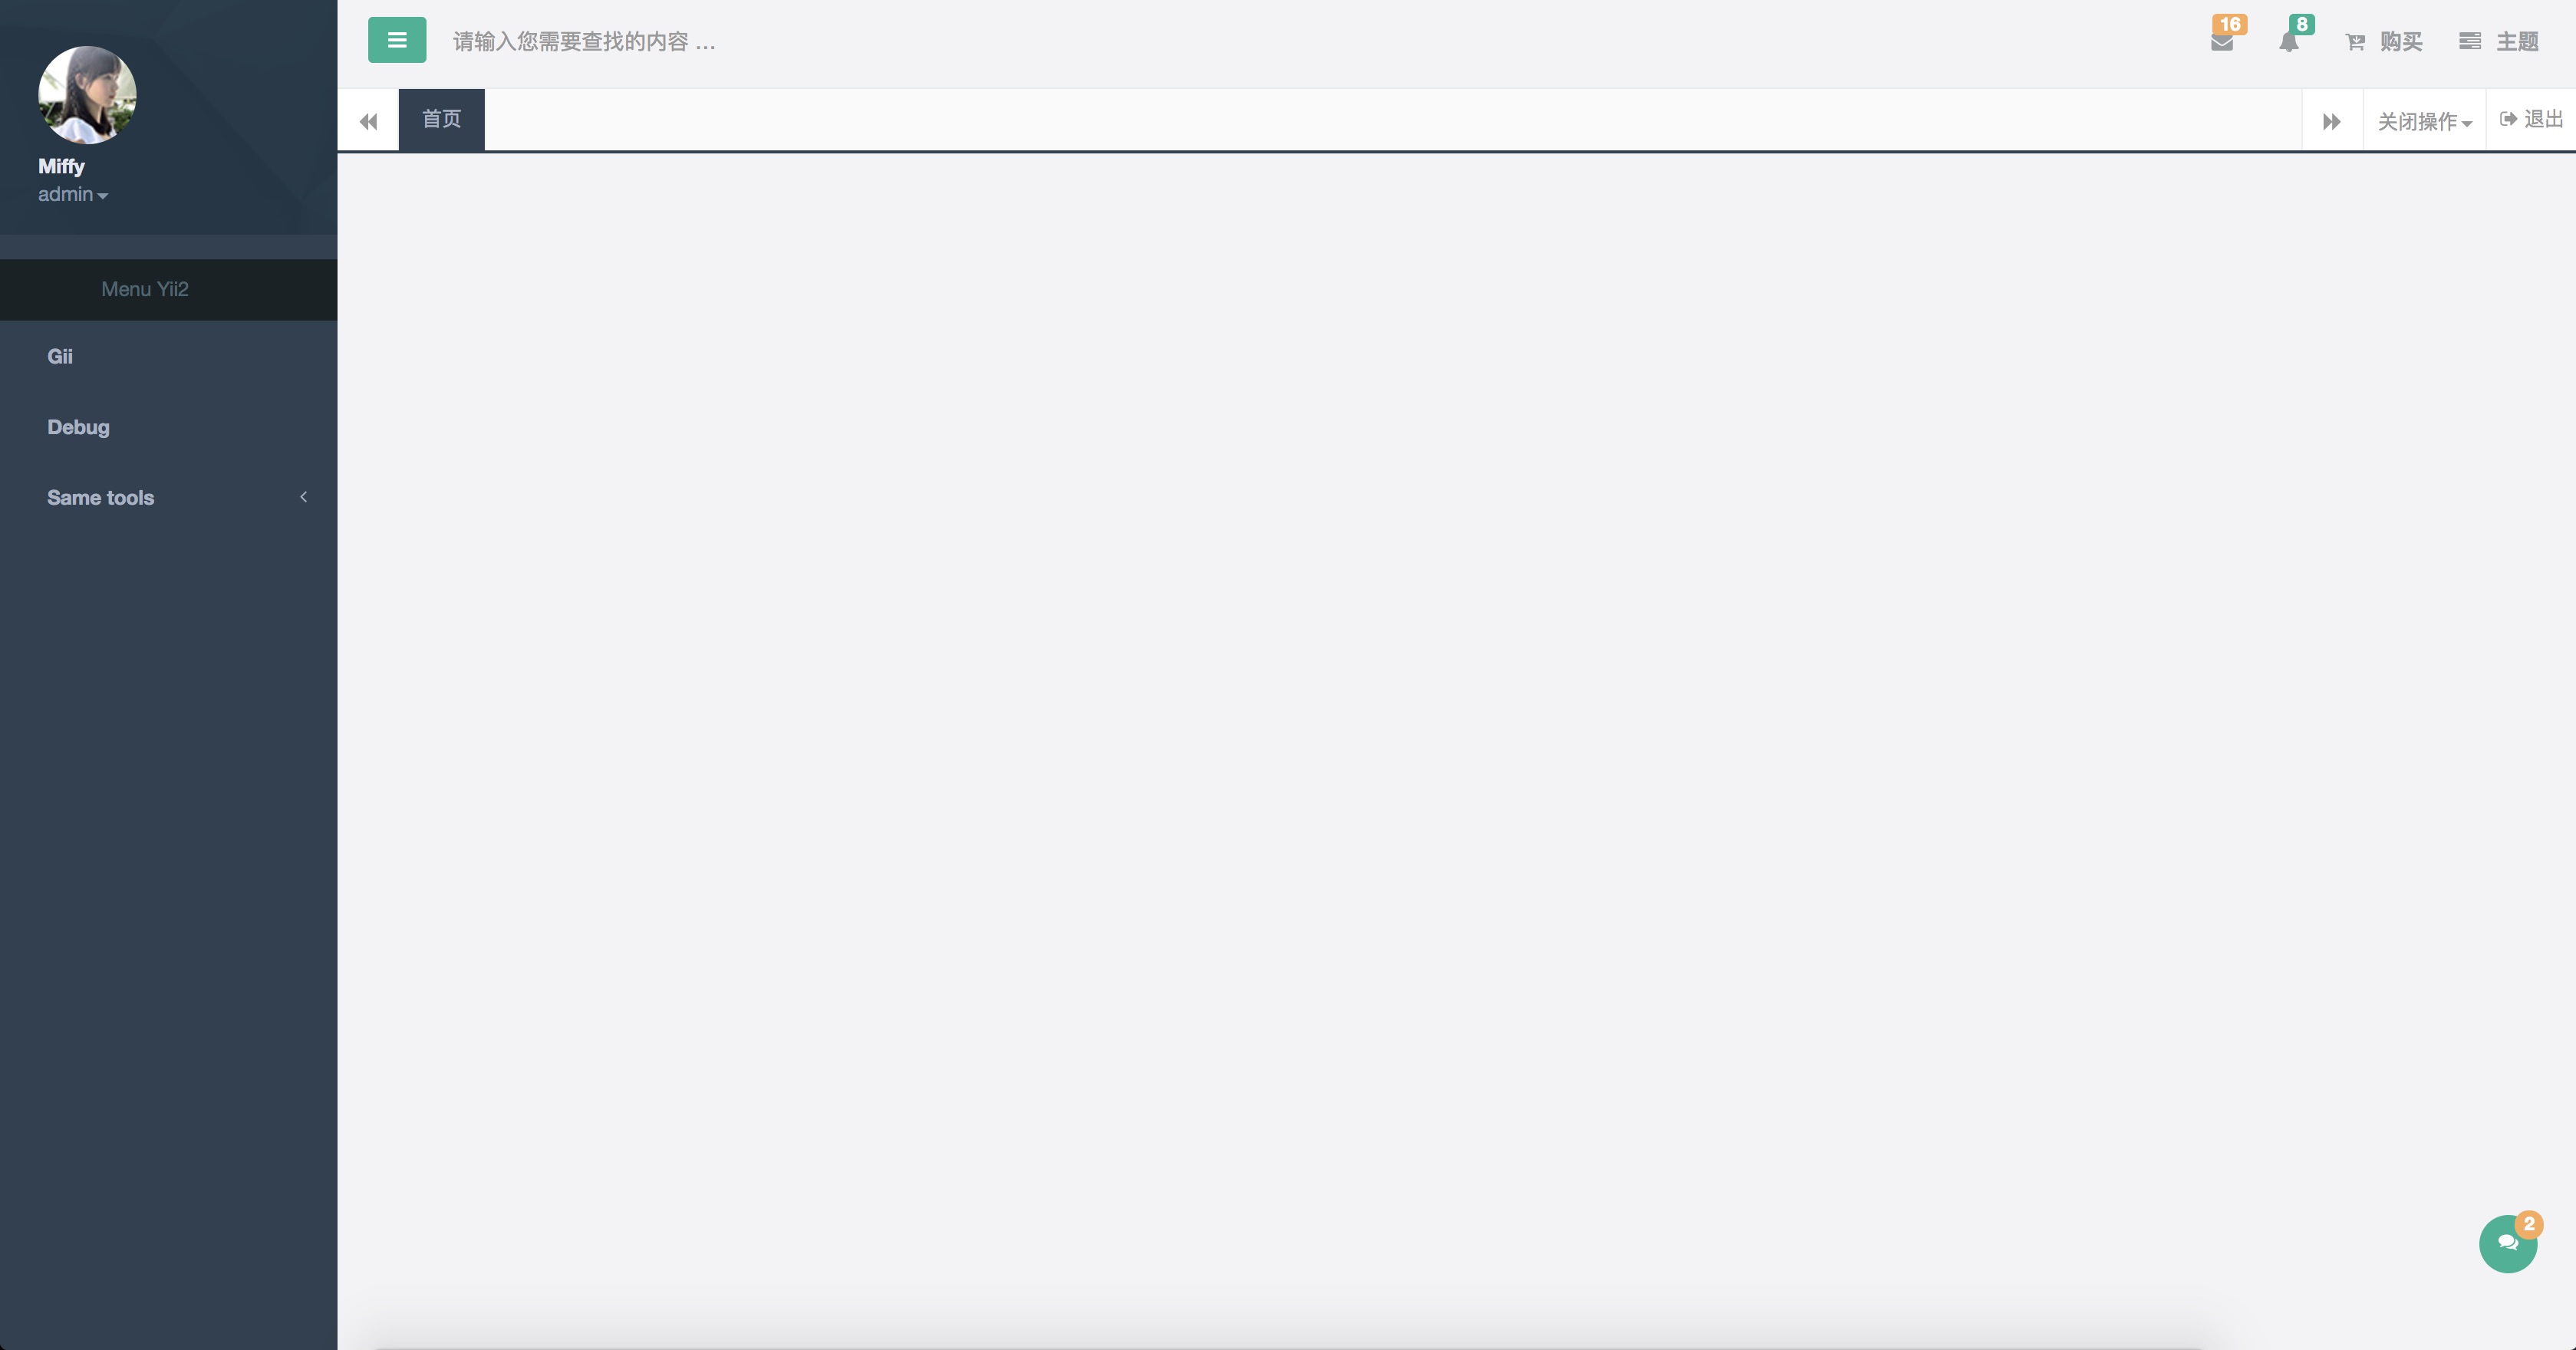 Miffy
admin
Menu Yii2
Gii
Debug
Same tools
请输入您需要查找的内容 …
16
8
购买
主题
首页
关闭操作
退出
2